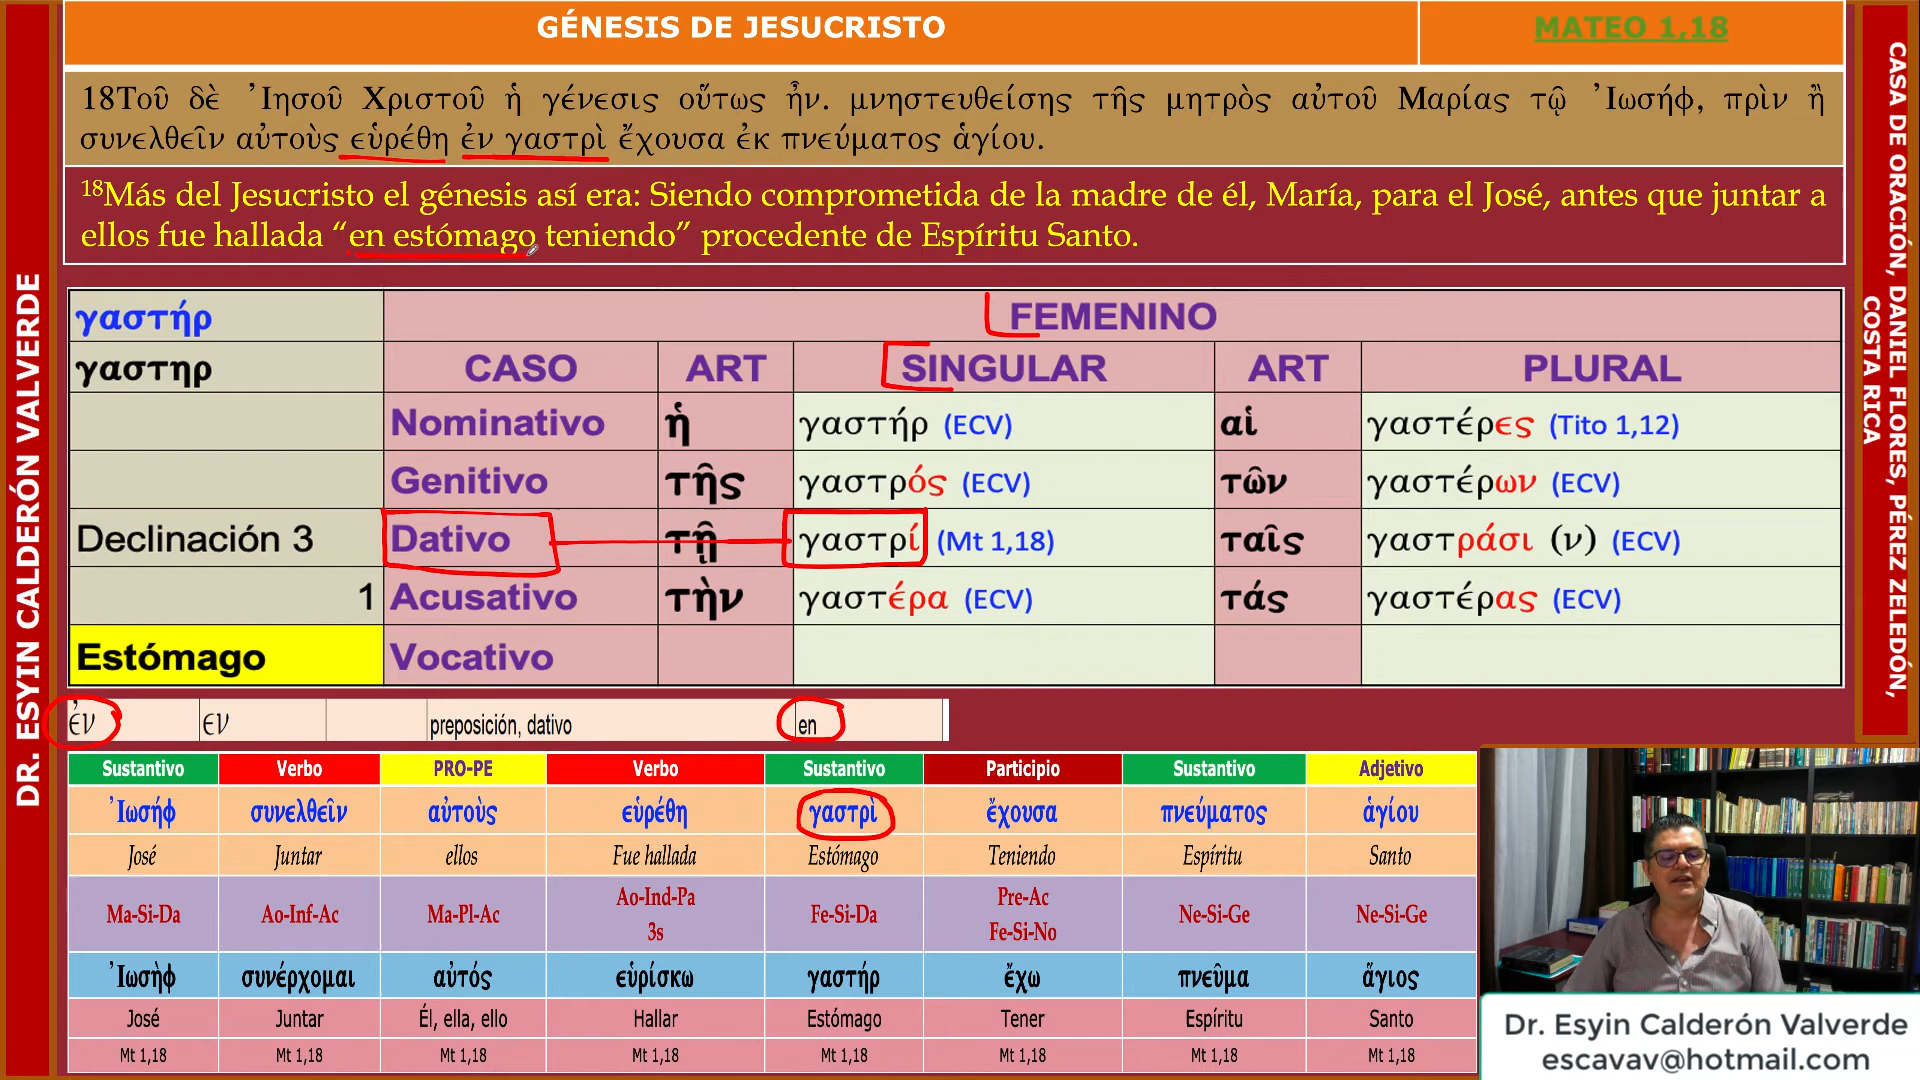 GÉNESIS DE JESUCRISTO
MATEO 1,18
18Τοῦ δὲ Ἰησοῦ Χριστοῦ ἡ γένεσις οὕτως ἦν. μνηστευθείσης τῆς μητρὸς αὐτοῦ Μαρίας τῷ Ἰωσήφ, πρὶν ἢ
συνελθεῖν αὐτοὺς εὑρέθη ἐν γαστρὶ ἔχουσα ἐκ πνεύματος ἁγίου.
18Más del Jesucristo el génesis así era: Siendo comprometida de la madre de él, María, para el José, antes que juntar a
ellos fue hallada “en estómago teniendo” procedente de Espíritu Santo.
γαστήρ FEMENINO
γαστηρ CASO ART SINGULAR ART PLURAL
Nominativo ἡ γαστήρ (ECV) αἱ γαστέρες (Tito 1,12)
Genitivo τῆς γαστρός (ECV) τῶν γαστέρων (ECV)
Declinación 3 Dativo τῇ γαστρί (Mt 1,18) ταῖς γαστράσι (ν) (ECV)
1 Acusativo τὴν γαστέρα (ECV) τάς γαστέρας (ECV)
Estómago Vocativo
ἐν εν preposición, dativo en
Sustantivo Verbo PRO-PE Verbo Sustantivo Participio Sustantivo Adjetivo
Ἰωσήφ συνελθεῖν αὐτοὺς εὑρέθη γαστρὶ ἔχουσα πνεύματος ἁγίου
José Juntar ellos Fue hallada Estómago Teniendo Espíritu Santo
Ma-Si-Da Ao-Inf-Ac Ma-Pl-Ac Ao-Ind-Pa 3s Fe-Si-Da Pre-Ac Fe-Si-No Ne-Si-Ge Ne-Si-Ge
Ἰωσὴφ συνέρχομαι αὐτός εὑρίσκω γαστήρ ἔχω πνεῦμα ἅγιος
José Juntar Él, ella, ello Hallar Estómago Tener Espíritu Santo
Mt 1,18 Mt 1,18 Mt 1,18 Mt 1,18 Mt 1,18 Mt 1,18 Mt 1,18 Mt 1,18
DR. ESYIN CALDERÓN VALVERDE
CASA DE ORACIÓN, DANIEL FLORES, PÉREZ ZELEDÓN,
COSTA RICA
Dr. Esyin Calderón Valverde
escavav@hotmail.com